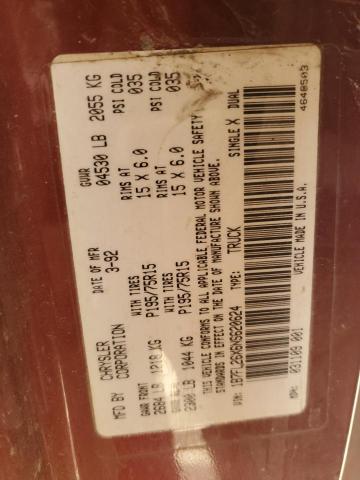 MFD BY CHRYSLER CORPORATION DATE OF MFR 3-92 GVWR 04530 LB 2055 KG
GAWR FRONT 2684 LB 1218 KG WITH TIRES P195/75R15 RIMS AT 15 X 6.0 PSI COLD 035
2300 LB 1044 KG WITH TIRES P195/75R15 RIMS AT 15 X 6.0 PSI COLD 035
THIS VEHICLE CONFORMS TO ALL APPLICABLE FEDERAL MOTOR VEHICLE SAFETY
STANDARDS IN EFFECT ON THE DATE OF MANUFACTURE SHOWN ABOVE.
1B7FL26X6NS620624 TYPE: TRUCK SINGLE X DUAL
MDH: 031109 001 VEHICLE MADE IN U.S.A. 4648503